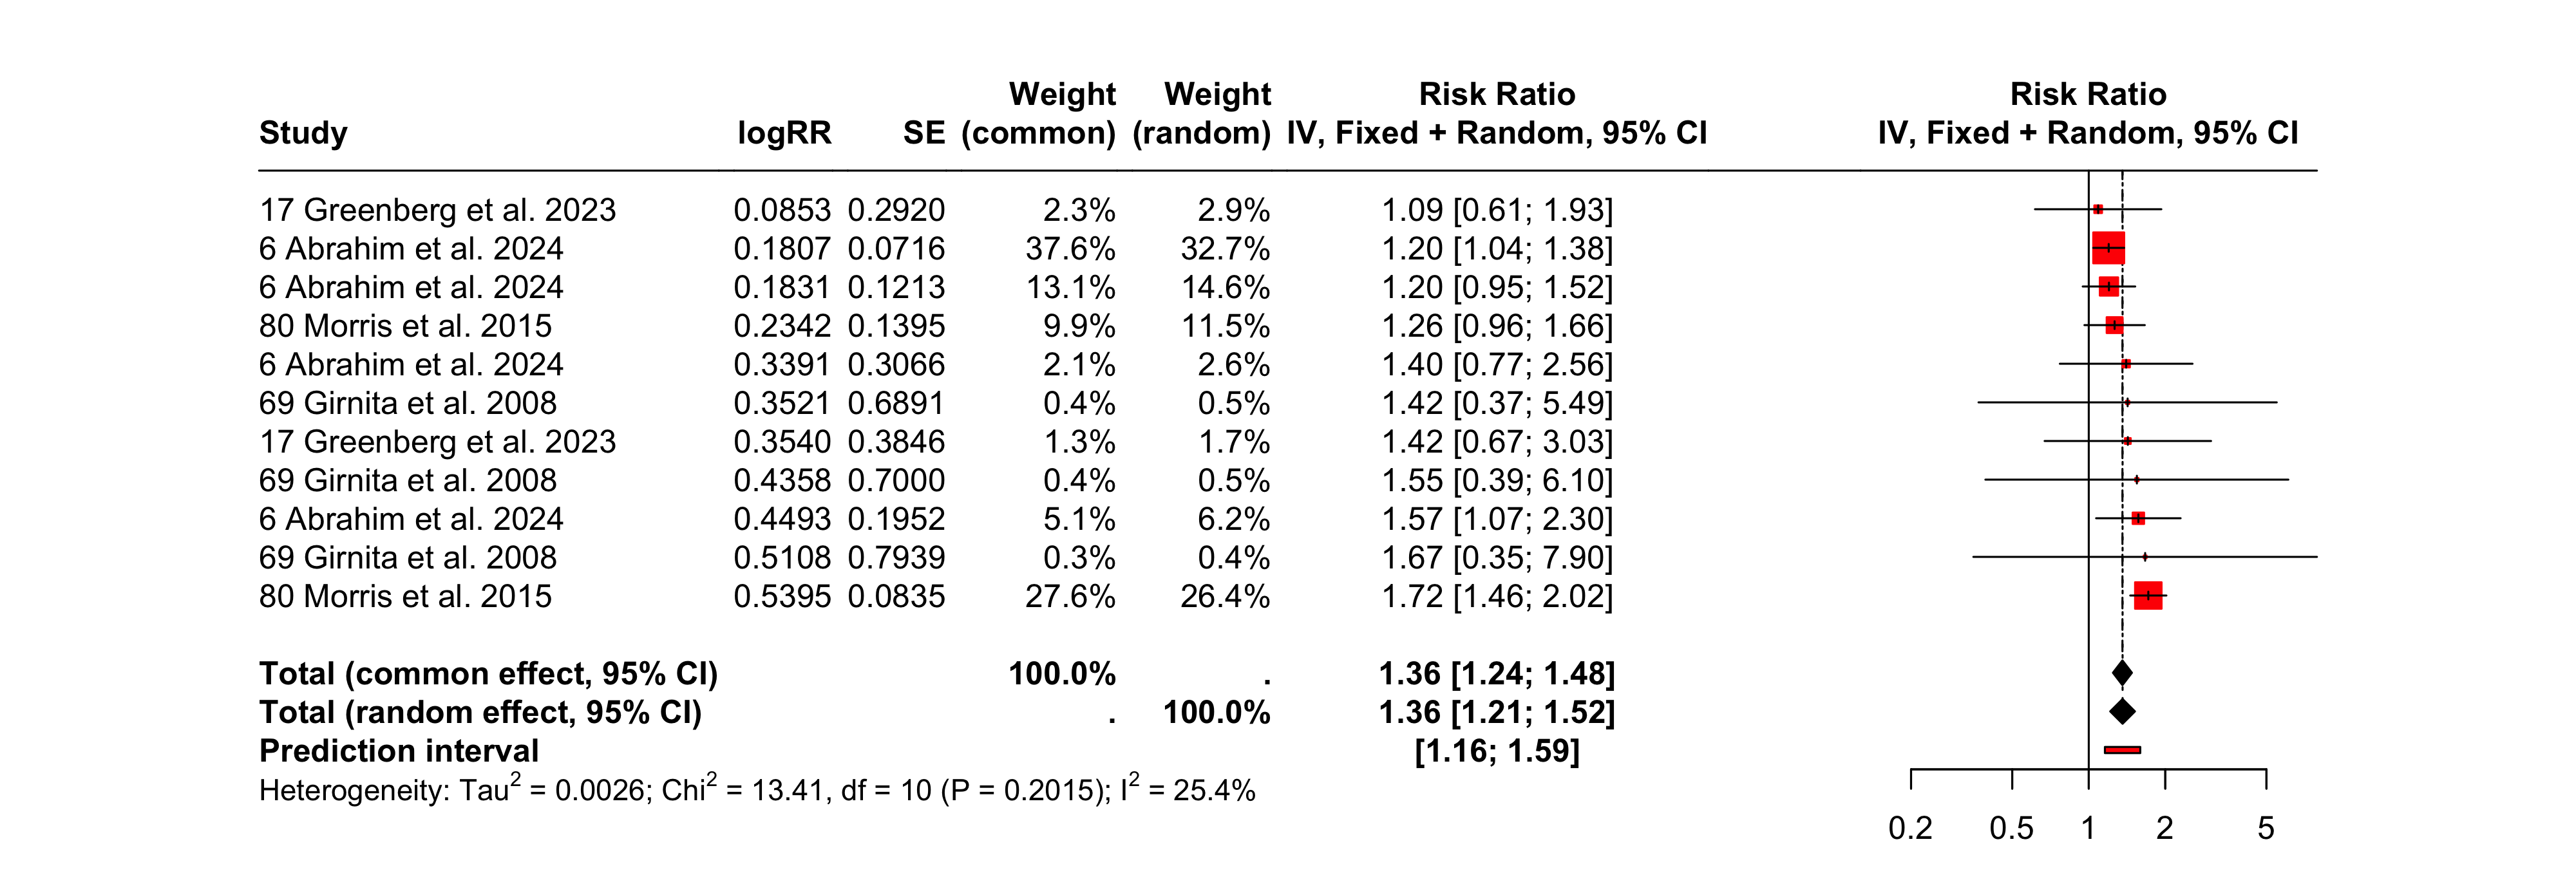 Weight Weight Risk Ratio Risk Ratio
Study logRR SE (common) (random) IV, Fixed + Random, 95% CI IV, Fixed + Random, 95% CI
17 Greenberg et al. 2023 0.0853 0.2920 2.3% 2.9% 1.09 [0.61; 1.93]
6 Abrahim et al. 2024 0.1807 0.0716 37.6% 32.7% 1.20 [1.04; 1.38]
6 Abrahim et al. 2024 0.1831 0.1213 13.1% 14.6% 1.20 [0.95; 1.52]
80 Morris et al. 2015 0.2342 0.1395 9.9% 11.5% 1.26 [0.96; 1.66]
6 Abrahim et al. 2024 0.3391 0.3066 2.1% 2.6% 1.40 [0.77; 2.56]
69 Girnita et al. 2008 0.3521 0.6891 0.4% 0.5% 1.42 [0.37; 5.49]
17 Greenberg et al. 2023 0.3540 0.3846 1.3% 1.7% 1.42 [0.67; 3.03]
69 Girnita et al. 2008 0.4358 0.7000 0.4% 0.5% 1.55 [0.39; 6.10]
6 Abrahim et al. 2024 0.4493 0.1952 5.1% 6.2% 1.57 [1.07; 2.30]
69 Girnita et al. 2008 0.5108 0.7939 0.3% 0.4% 1.67 [0.35; 7.90]
80 Morris et al. 2015 0.5395 0.0835 27.6% 26.4% 1.72 [1.46; 2.02]
Total (common effect, 95% CI) 100.0% . 1.36 [1.24; 1.48]
Total (random effect, 95% CI) . 100.0% 1.36 [1.21; 1.52]
Prediction interval [1.16; 1.59]
Heterogeneity: Tau² = 0.0026; Chi² = 13.41, df = 10 (P = 0.2015); I² = 25.4%
0.2 0.5 1 2 5